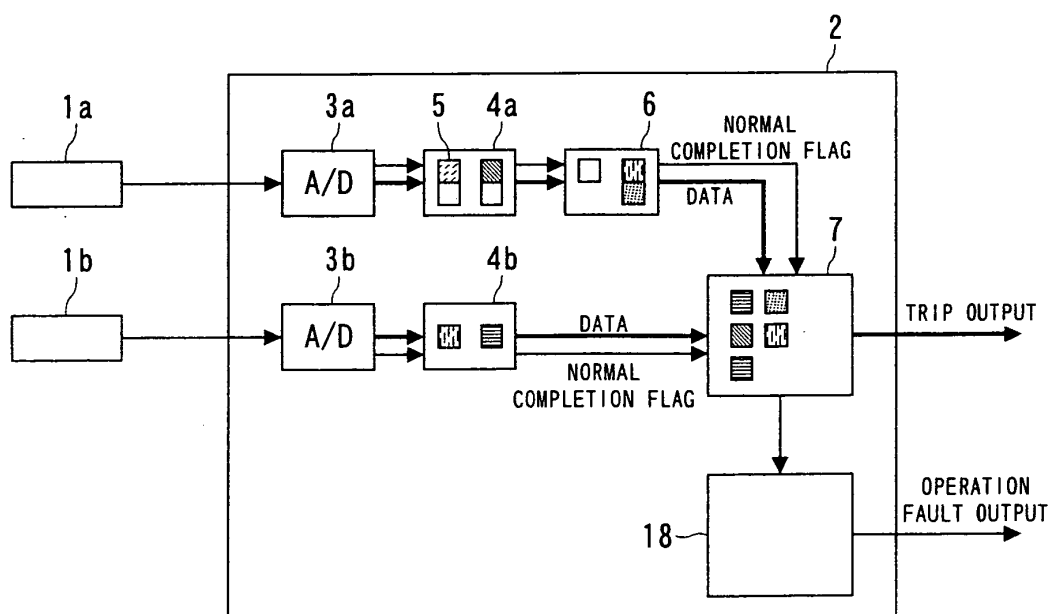 2
1a
3a
5
4a
6
NORMAL
COMPLETION FLAG
A/D
DATA
1b
3b
4b
7
A/D
DATA
TRIP OUTPUT
NORMAL
COMPLETION FLAG
18
OPERATION
FAULT OUTPUT